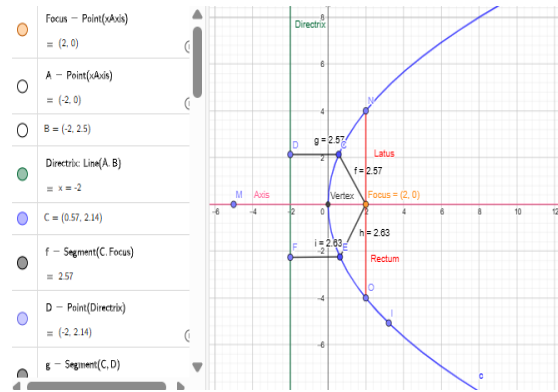 Focus – Point(xAxis)
= (2, 0)
A – Point(xAxis)
= (-2, 0)
B = (-2, 2.5)
Directrix: Line(A. B)
= x = -2
C = (0.57, 2.14)
f – Segment(C. Focus)
= 2.57
D – Point(Directrix)
= (-2, 2.14)
g – Segment(C, D)
Directrix
8
6
4
N
g = 2.57
C
D
2
Latus
f = 2.57
M
Axis
Vertex
Focus = (2, 0)
-6
-4
-2
0
2
4
6
8
10
12
h = 2.63
i = 2.63
E
F
-2
Rectum
-4
O
I
-6
c